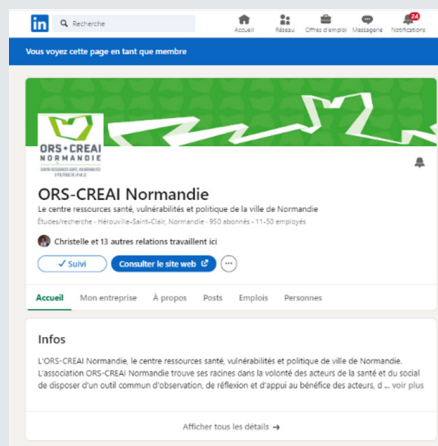 in
Recherche
Accueil
Réseau
Offres d'emploi
Messagerie
24
Notifications
Vous voyez cette page en tant que membre
ORS-CREAI
NORMANDIE
ORS-CREAI Normandie
Le centre ressources santé, vulnérabilités et politique de la ville de Normandie
Études/recherche - Hérouville-Saint-Clair, Normandie - 950 abonnés - 11-50 employés
Christelle et 13 autres relations travaillent ici
Suivi
Consulter le site web
Accueil
Mon entreprise
À propos
Posts
Emplois
Personnes
Infos
L'ORS-CREAI Normandie, le centre ressources santé, vulnérabilités et politique de ville de Normandie.
L'association ORS-CREAI Normandie trouve ses racines dans la volonté des acteurs de la santé et du social
de disposer d'un outil commun d'observation, de réflexion et d'appui au bénéfice des acteurs, d ... voir plus
Afficher tous les détails →